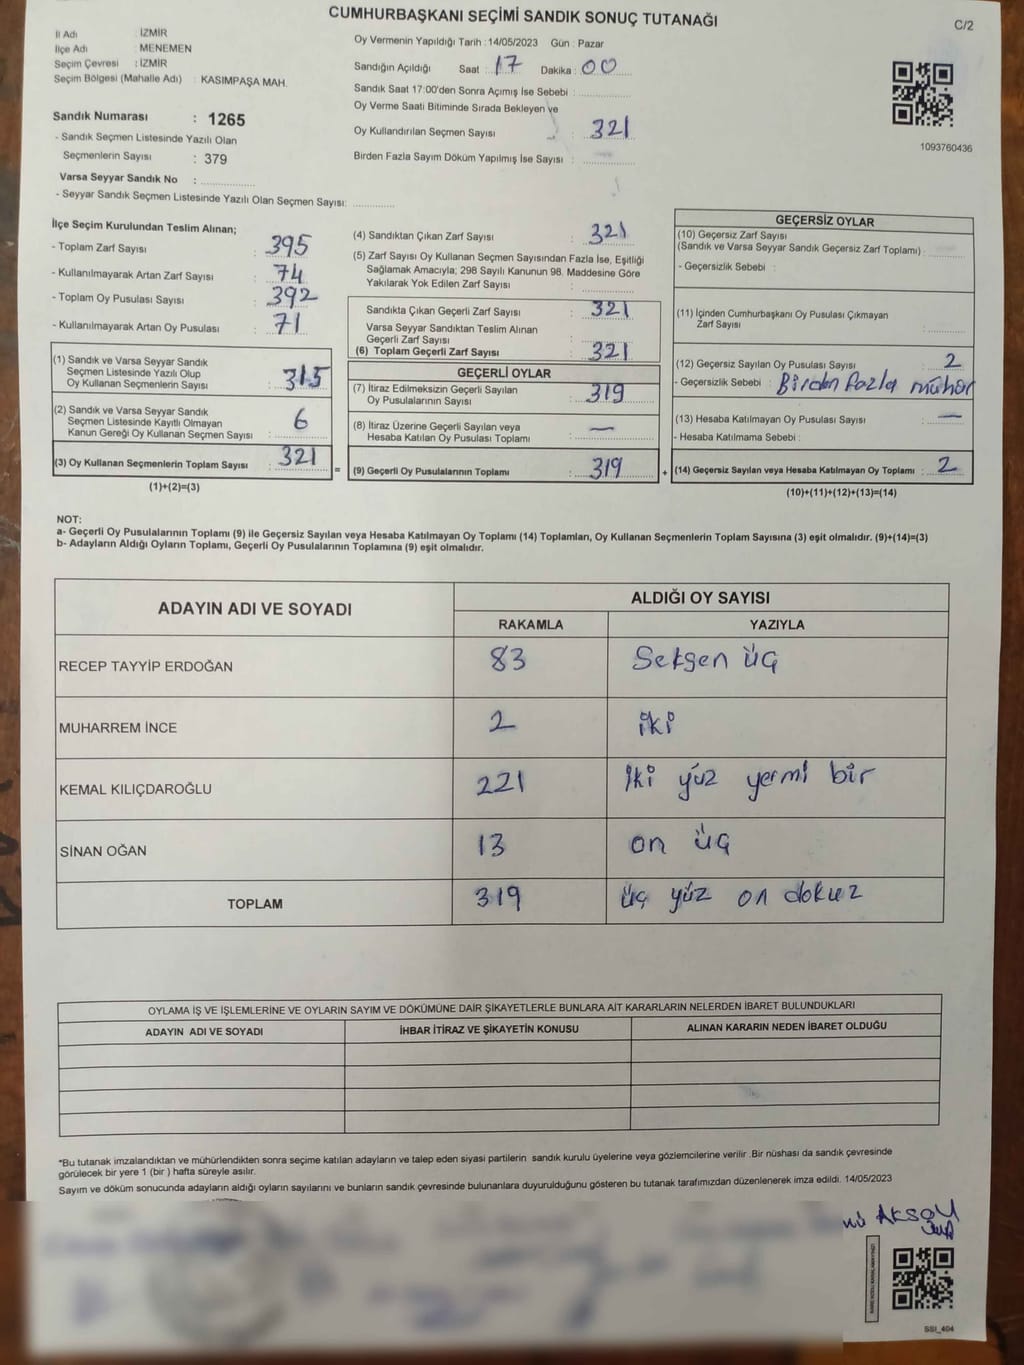 CUMHURBAŞKANI SEÇİMİ SANDIK SONUÇ TUTANAĞI
C/2
İl Adı : İZMİR
İlçe Adı : MENEMEN
Seçim Çevresi : İZMİR
Seçim Bölgesi (Mahalle Adı) : KASIMPAŞA MAH.
Oy Vermenin Yapıldığı Tarih : 14/05/2023 Gün : Pazar
Sandığın Açıldığı Saat : 17 Dakika : 00
Sandık Saat 17:00'den Sonra Açımış İse Sebebi :
Oy Verme Saati Bitiminde Sırada Bekleyen ve
Oy Kullandırılan Seçmen Sayısı : 321
Birden Fazla Sayım Döküm Yapılmış İse Sayısı : —
1093760436
Sandık Numarası : 1265
- Sandık Seçmen Listesinde Yazılı Olan
Seçmenlerin Sayısı : 379
Varsa Seyyar Sandık No :
- Seyyar Sandık Seçmen Listesinde Yazılı Olan Seçmen Sayısı:
İlçe Seçim Kurulundan Teslim Alınan;
- Toplam Zarf Sayısı : 395
- Kullanılmayarak Artan Zarf Sayısı : 74
- Toplam Oy Pusulası Sayısı : 392
- Kullanılmayarak Artan Oy Pusulası : 71
(1) Sandık ve Varsa Seyyar Sandık
Seçmen Listesinde Yazılı Olup
Oy Kullanan Seçmenlerin Sayısı : 315
(2) Sandık ve Varsa Seyyar Sandık
Seçmen Listesinde Kayıtlı Olmayan
Kanun Gereği Oy Kullanan Seçmen Sayısı : 6
(3) Oy Kullanan Seçmenlerin Toplam Sayısı : 321
(1)+(2)=(3)
=
(4) Sandıktan Çıkan Zarf Sayısı : 321
(5) Zarf Sayısı Oy Kullanan Seçmen Sayısından Fazla İse, Eşitliği
Sağlamak Amacıyla; 298 Sayılı Kanunun 98. Maddesine Göre
Yakılarak Yok Edilen Zarf Sayısı :
Sandıkta Çıkan Geçerli Zarf Sayısı : 321
Varsa Seyyar Sandıktan Teslim Alınan
Geçerli Zarf Sayısı :
(6) Toplam Geçerli Zarf Sayısı : 321
GEÇERLİ OYLAR
(7) İtiraz Edilmeksizin Geçerli Sayılan
Oy Pusulalarının Sayısı : 319
(8) İtiraz Üzerine Geçerli Sayılan veya
Hesaba Katılan Oy Pusulası Toplamı : —
(9) Geçerli Oy Pusulalarının Toplamı : 319
+
GEÇERSİZ OYLAR
(10) Geçersiz Zarf Sayısı
(Sandık ve Varsa Seyyar Sandık Geçersiz Zarf Toplamı) :
- Geçersizlik Sebebi :
(11) İçinden Cumhurbaşkanı Oy Pusulası Çıkmayan
Zarf Sayısı :
(12) Geçersiz Sayılan Oy Pusulası Sayısı : 2
- Geçersizlik Sebebi : Birden fazla mühür
(13) Hesaba Katılmayan Oy Pusulası Sayısı : —
- Hesaba Katılmama Sebebi :
(14) Geçersiz Sayılan veya Hesaba Katılmayan Oy Toplamı : 2
(10)+(11)+(12)+(13)=(14)
NOT:
a- Geçerli Oy Pusulalarının Toplamı (9) ile Geçersiz Sayılan veya Hesaba Katılmayan Oy Toplamı (14) Toplamları, Oy Kullanan Seçmenlerin Toplam Sayısına (3) eşit olmalıdır. (9)+(14)=(3)
b- Adayların Aldığı Oyların Toplamı, Geçerli Oy Pusulalarının Toplamına (9) eşit olmalıdır.
ADAYIN ADI VE SOYADI
ALDIĞI OY SAYISI
RAKAMLA YAZIYLA
RECEP TAYYİP ERDOĞAN 83 Seksen üç
MUHARREM İNCE 2 iki
KEMAL KILIÇDAROĞLU 221 iki yüz yermi bir
SİNAN OĞAN 13 on üç
TOPLAM 319 üç yüz on dokuz
OYLAMA İŞ VE İŞLEMLERİNE VE OYLARIN SAYIM VE DÖKÜMÜNE DAİR ŞİKAYETLERLE BUNLARA AİT KARARLARIN NELERDEN İBARET BULUNDUKLARI
ADAYIN ADI VE SOYADI İHBAR İTİRAZ VE ŞİKAYETİN KONUSU ALINAN KARARIN NEDEN İBARET OLDUĞU
*Bu tutanak imzalandıktan ve mühürlendikten sonra seçime katılan adayların ve talep eden siyasi partilerin sandık kurulu üyelerine veya gözlemcilerine verilir .Bir nüshası da sandık çevresinde
görülecek bir yere 1 (bir ) hafta süreyle asılır.
Sayım ve döküm sonucunda adayların aldığı oyların sayılarını ve bunların sandık çevresinde bulunanlara duyurulduğunu gösteren bu tutanak tarafımızdan düzenlenerek imza edildi. 14/05/2023
AKSOY
SSI_404